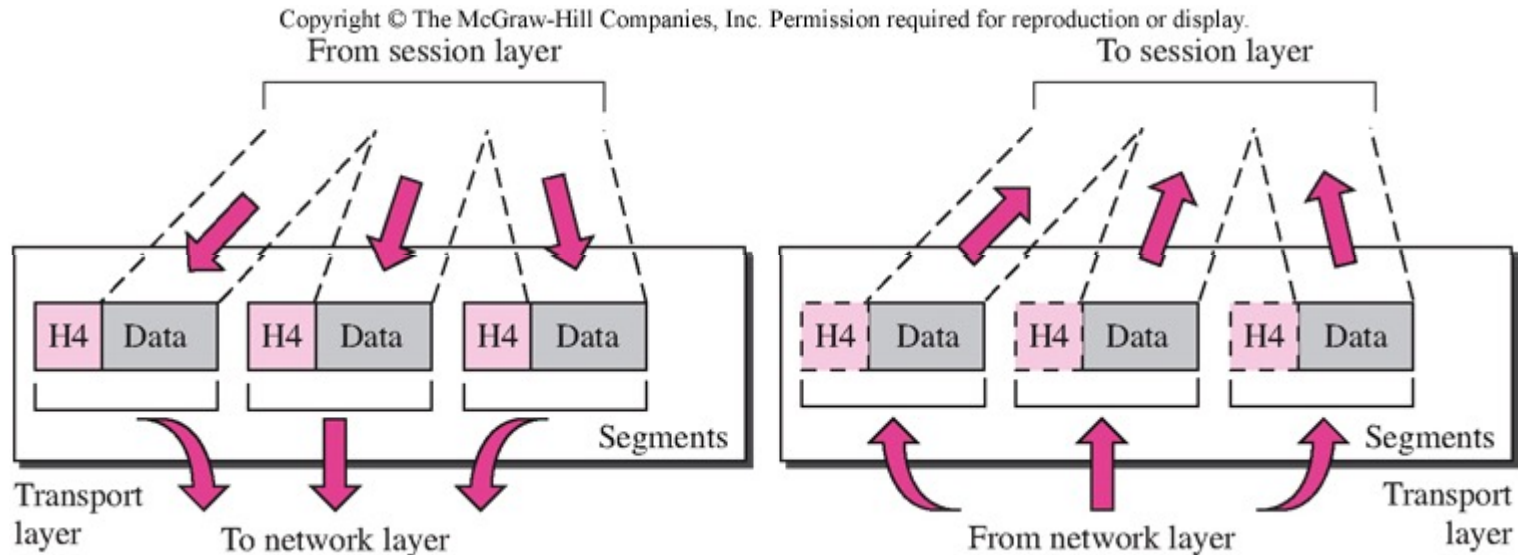 Copyright © The McGraw-Hill Companies, Inc. Permission required for reproduction or display.
From session layer
To session layer
H4 Data H4 Data H4 Data
H4 Data H4 Data H4 Data
Segments
Segments
Transport
layer
To network layer
From network layer
Transport
layer